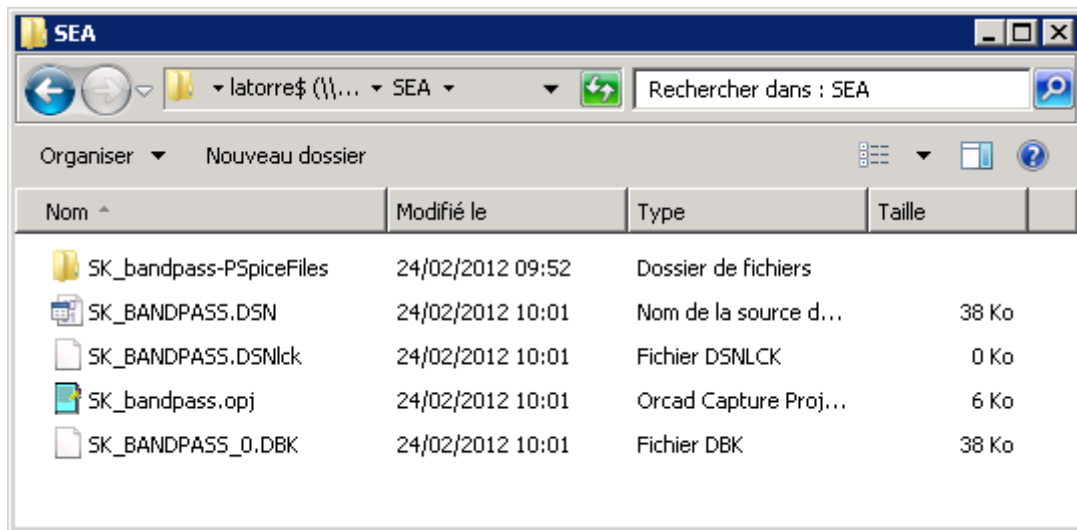 SEA
latorre$ (\\... SEA Rechercher dans : SEA
Organiser Nouveau dossier
Nom Modifié le Type Taille
SK_bandpass-PSpiceFiles 24/02/2012 09:52 Dossier de fichiers
SK_BANDPASS.DSN 24/02/2012 10:01 Nom de la source d... 38 Ko
SK_BANDPASS.DSNlck 24/02/2012 10:01 Fichier DSNLCK 0 Ko
SK_bandpass.opj 24/02/2012 10:01 Orcad Capture Proj... 6 Ko
SK_BANDPASS_0.DBK 24/02/2012 10:01 Fichier DBK 38 Ko